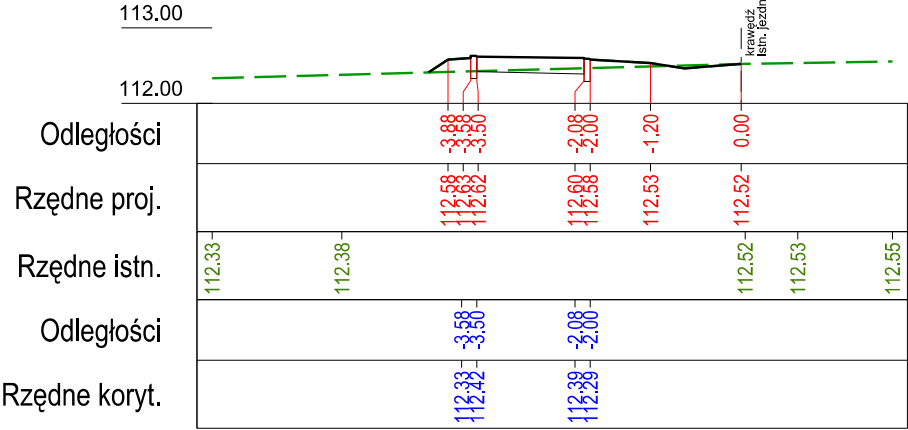 113.00
krawędź
Istn. jezdn
112.00
Odległości
-3.88 -3.58 -3.50 -2.08 -2.00 -1.20 0.00
Rzędne proj.
112.58 112.63 112.62 112.60 112.58 112.53 112.52
Rzędne istn.
112.33 112.38 112.52 112.53 112.55
Odległości
-3.58 -3.50 -2.08 -2.00
Rzędne koryt.
112.33 112.42 112.39 112.29